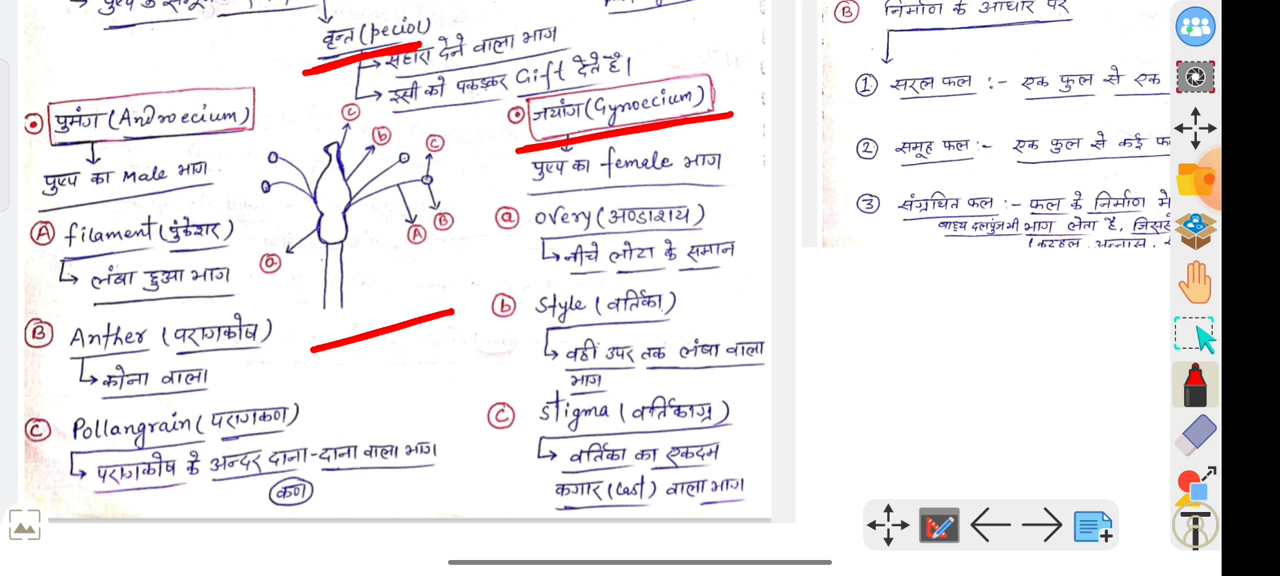 वृन्त (peciol)
सहारा देने वाला भाग
इसी को पकड़कर Gift देते है।
पुमंग (Androecium)
पुष्प का Male भाग
A filament (पुंकेशर)
लंबा हुआ भाग
B Anther (परागकोष)
कोना वाला
C Pollangrain (परागकण)
परागकोष के अन्दर दाना-दाना वाला भाग
कण
C
b
C
B
A
a
जयांग (Gynoecium)
पुष्प का female भाग
a Overy (अण्डाशय)
नीचे लोटा के समान
b Style (वर्तिका)
वहीं उपर तक लंबा वाला
भाग
C Stigma (वर्तिकाग्र)
वर्तिका का एकदम
कगार (Last) वाला भाग
B निर्माण के आधार पर
1 सरल फल :- एक फुल से एक
2 समूह फल :- एक फुल से कई
3 संग्रथित फल :- फल के निर्माण मे
बाह्य दलपुंज भी भाग लेता है,